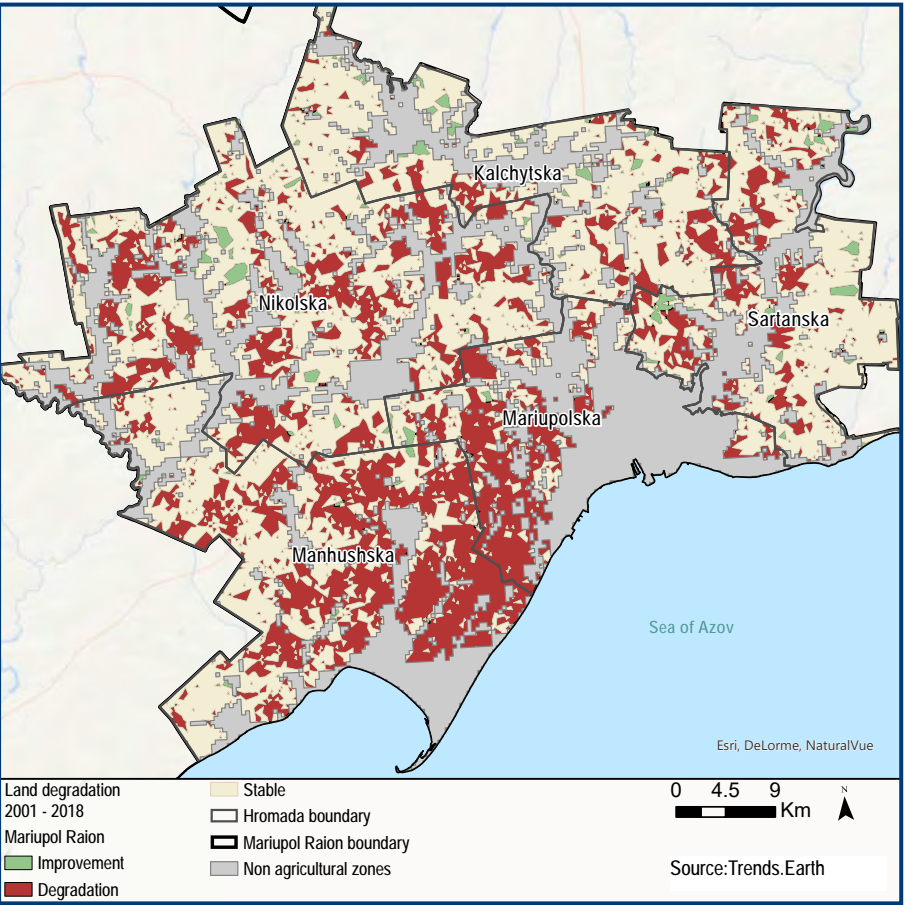 Kalchytska
Nikolska
Sartanska
Mariupolska
Manhushska
Sea of Azov
Esri, DeLorme, NaturalVue
Land degradation
2001 - 2018
Mariupol Raion
Improvement
Degradation
Stable
Hromada boundary
Mariupol Raion boundary
Non agricultural zones
0 4.5 9
Km
N
Source:Trends.Earth